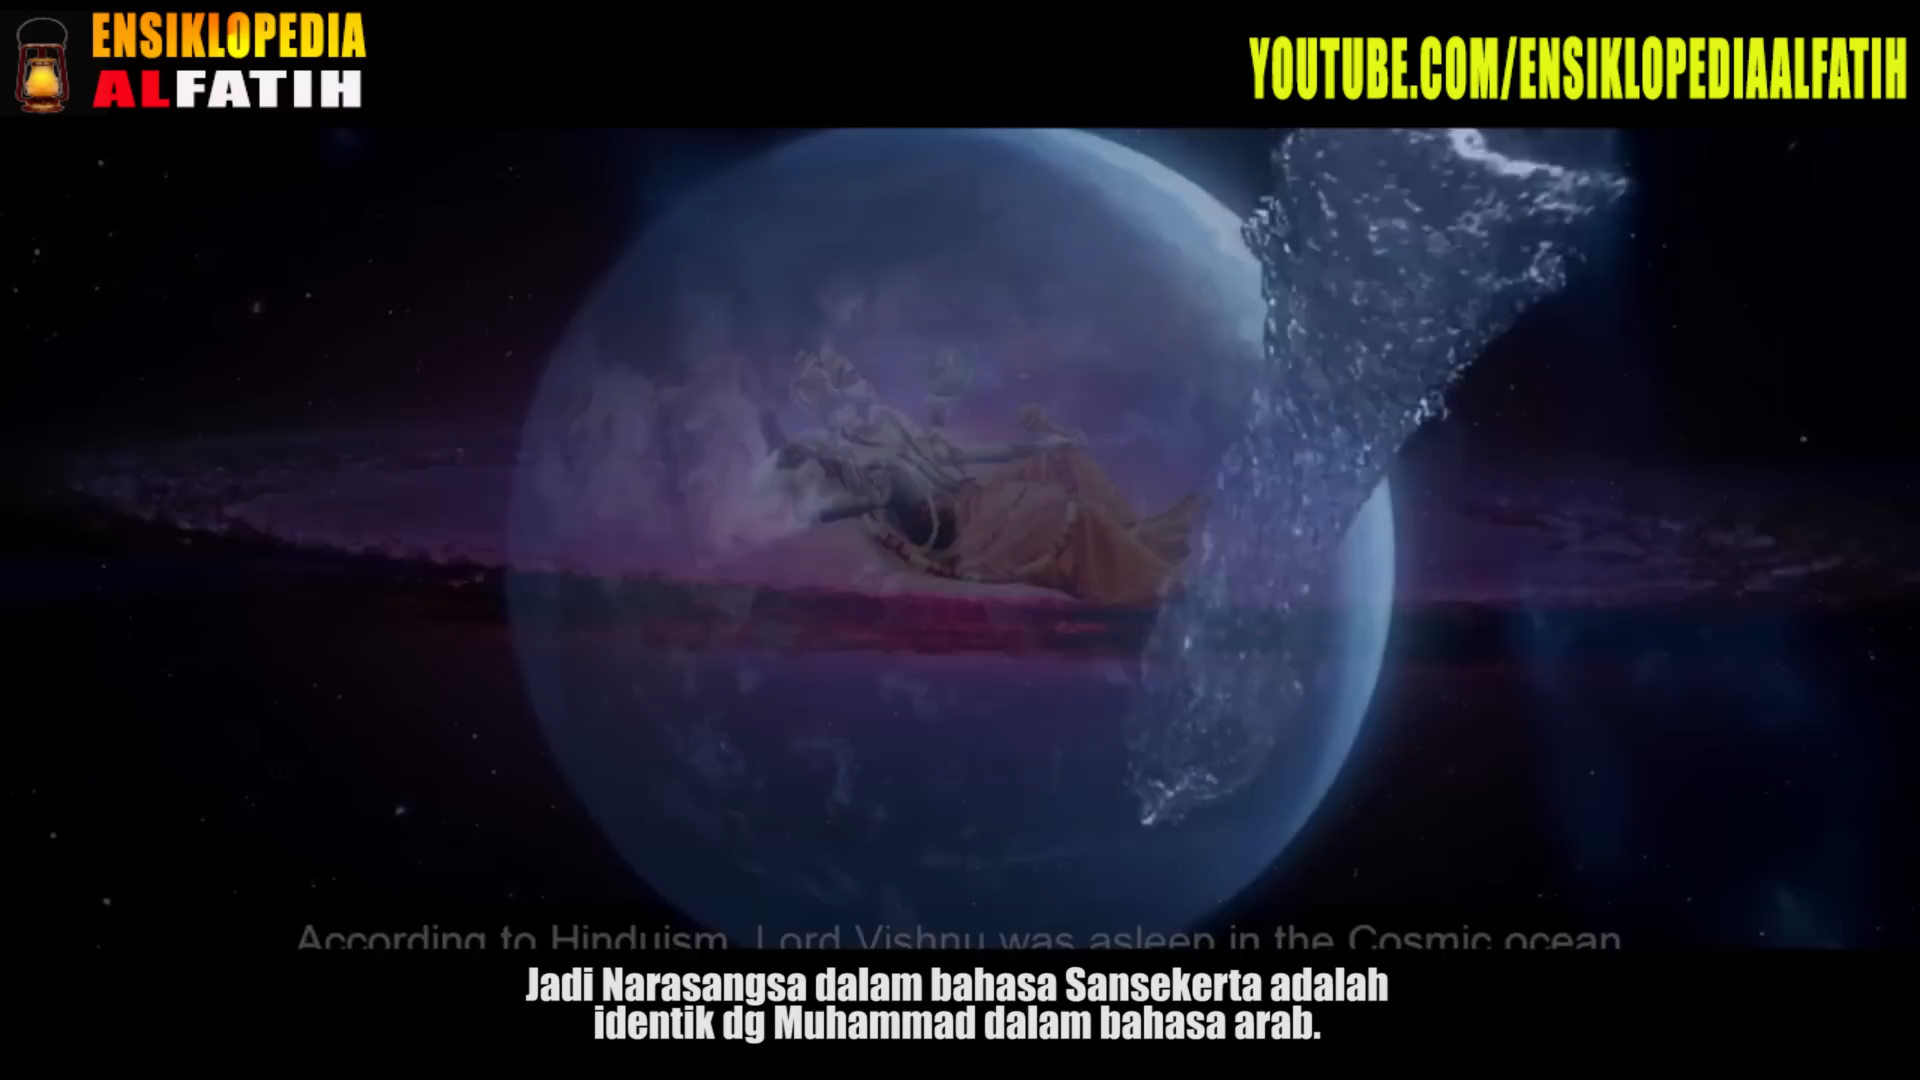 ENSIKLOPEDIA
ALFATIH
YOUTUBE.COM/ENSIKLOPEDIAALFATIH
According to Hinduism, Lord Vishnu was asleep in the Cosmic ocean
Jadi Narasangsa dalam bahasa Sansekerta adalah
identik dg Muhammad dalam bahasa arab.